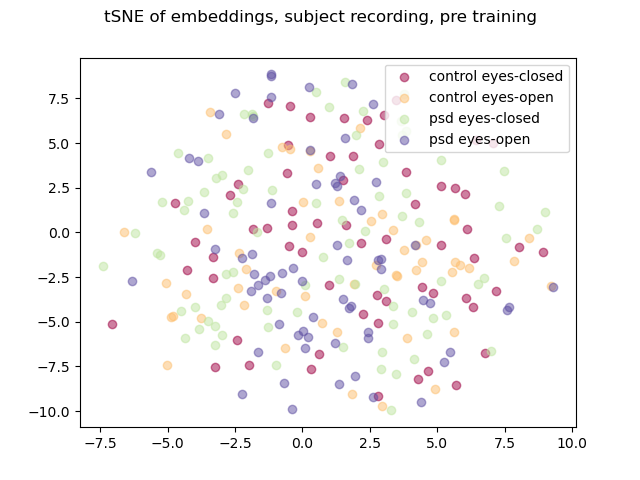 tSNE of embeddings, subject recording, pre training
control eyes-closed
control eyes-open
psd eyes-closed
psd eyes-open
7.5
5.0
2.5
0.0
−2.5
−5.0
−7.5
−10.0
−7.5 −5.0 −2.5 0.0 2.5 5.0 7.5 10.0